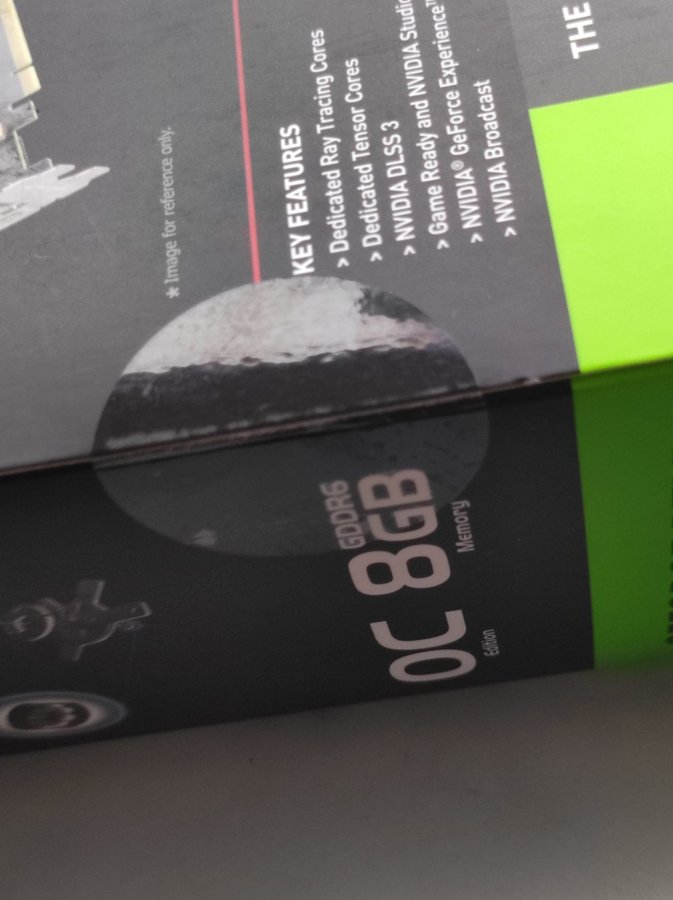 * Image for reference only.
KEY FEATURES
> Dedicated Ray Tracing Cores
> Dedicated Tensor Cores
> NVIDIA DLSS 3
> Game Ready and NVIDIA Studio
> NVIDIA® GeForce Experience™
> NVIDIA Broadcast
THE
OC
Edition
GDDR6
8GB
Memory